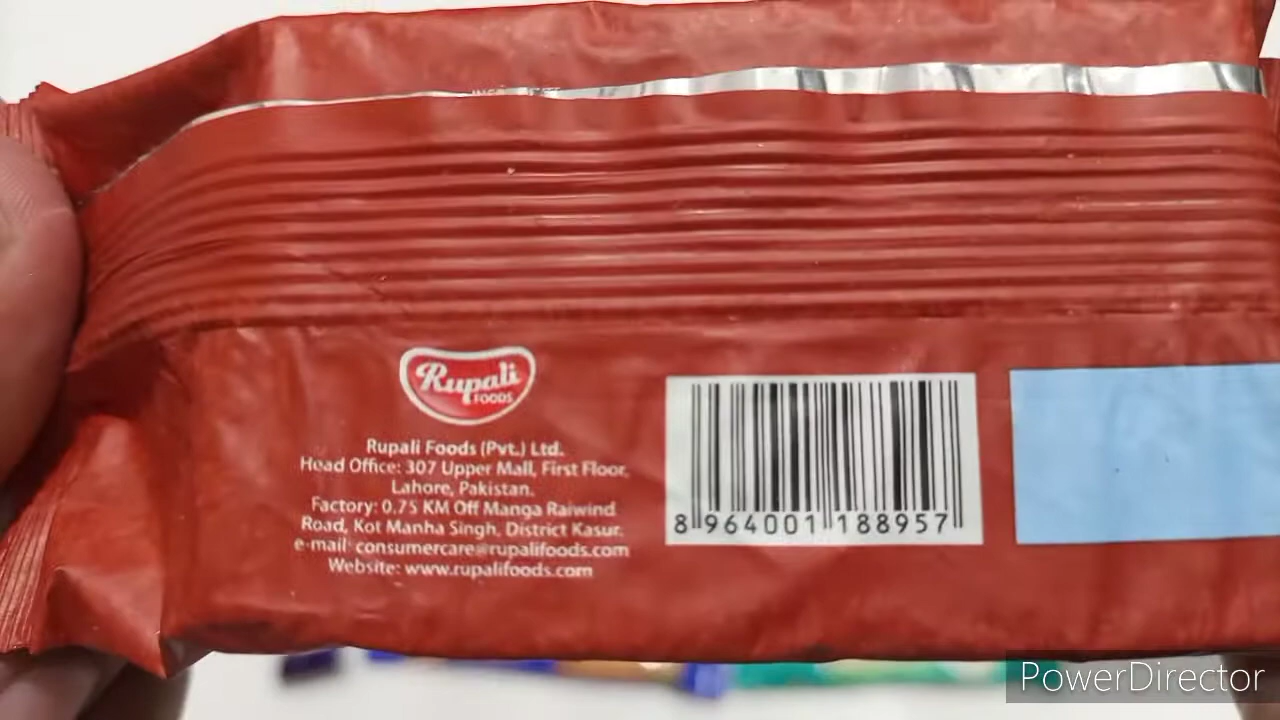 Rupali
FOODS
Rupali Foods (Pvt.) Ltd.
Head Office: 307 Upper Mall, First Floor,
Lahore, Pakistan.
Factory: 0.75 KM Off Manga Raiwind
Road, Kot Manha Singh, District Kasur.
e-mail: consumercare@rupalifoods.com
Website: www.rupalifoods.com
8 964001 188957
PowerDirector